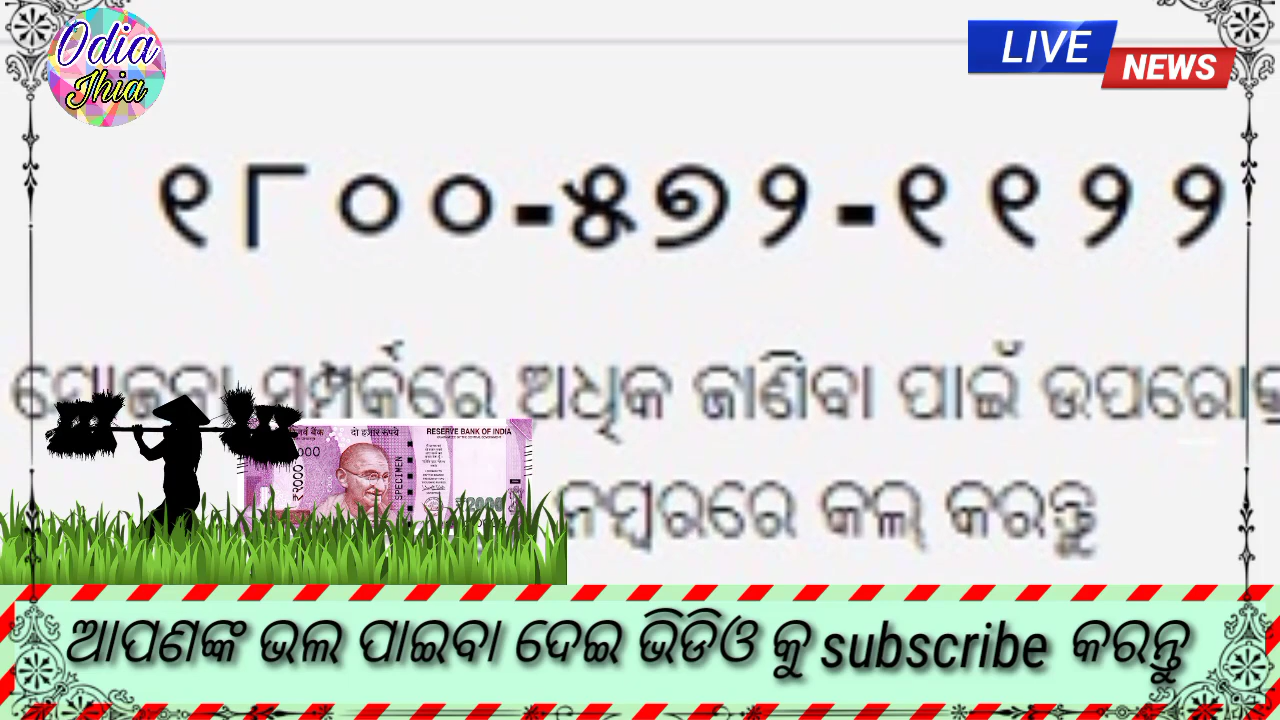 Odia
Jhia
LIVE
NEWS
୧୮୦୦-୫୭୨-୧୧୨୨
ଯୋଜନା ସମ୍ପର୍କରେ ଅଧିକ ଜାଣିବା ପାଇଁ ଉପରୋକ୍ତ
RESERVE BANK OF INDIA
SPECIMEN
₹2000
ନମ୍ବରରେ କଲ୍ କରନ୍ତୁ
ଆପଣଙ୍କ ଭଲ ପାଇବା ଦେଇ ଭିଡିଓ କୁ subscribe କରନ୍ତୁ